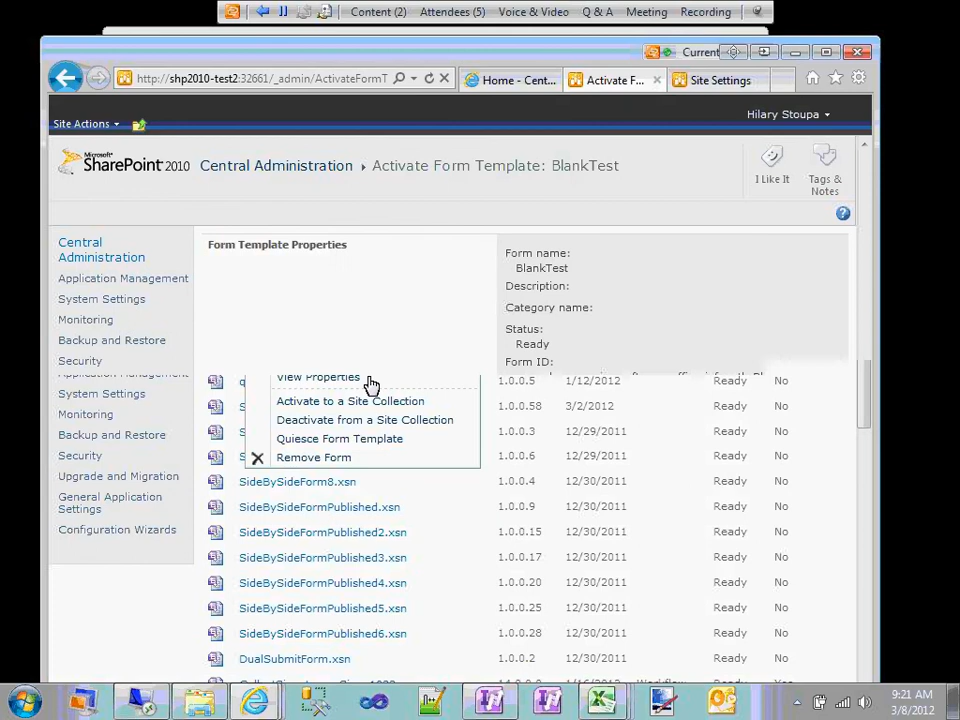 Content (2) Attendees (5) Voice & Video Q & A Meeting Recording
Current
http://shp2010-test2:32661/_admin/ActivateFormT
Home - Cent... Activate F... Site Settings
Hilary Stoupa
Site Actions
Microsoft
SharePoint 2010
Central Administration Activate Form Template: BlankTest
I Like It
Tags &
Notes
Central
Administration
Application Management
System Settings
Monitoring
Backup and Restore
Security
Form Template Properties
Form name:
BlankTest
Description:
Category name:
Status:
Ready
Form ID:
System Settings
Monitoring
Backup and Restore
Security
Upgrade and Migration
General Application
Settings
Configuration Wizards
View Properties
Activate to a Site Collection
Deactivate from a Site Collection
Quiesce Form Template
Remove Form
1.0.0.5 1/12/2012 Ready No
1.0.0.58 3/2/2012 Ready No
1.0.0.3 12/29/2011 Ready No
1.0.0.6 12/29/2011 Ready No
SideBySideForm8.xsn 1.0.0.4 12/30/2011 Ready No
SideBySideFormPublished.xsn 1.0.0.9 12/30/2011 Ready No
SideBySideFormPublished2.xsn 1.0.0.15 12/30/2011 Ready No
SideBySideFormPublished3.xsn 1.0.0.17 12/30/2011 Ready No
SideBySideFormPublished4.xsn 1.0.0.20 12/30/2011 Ready No
SideBySideFormPublished5.xsn 1.0.0.25 12/30/2011 Ready No
SideBySideFormPublished6.xsn 1.0.0.28 12/30/2011 Ready No
DualSubmitForm.xsn 1.0.0.2 12/30/2011 Ready No
9:21 AM
3/8/2012